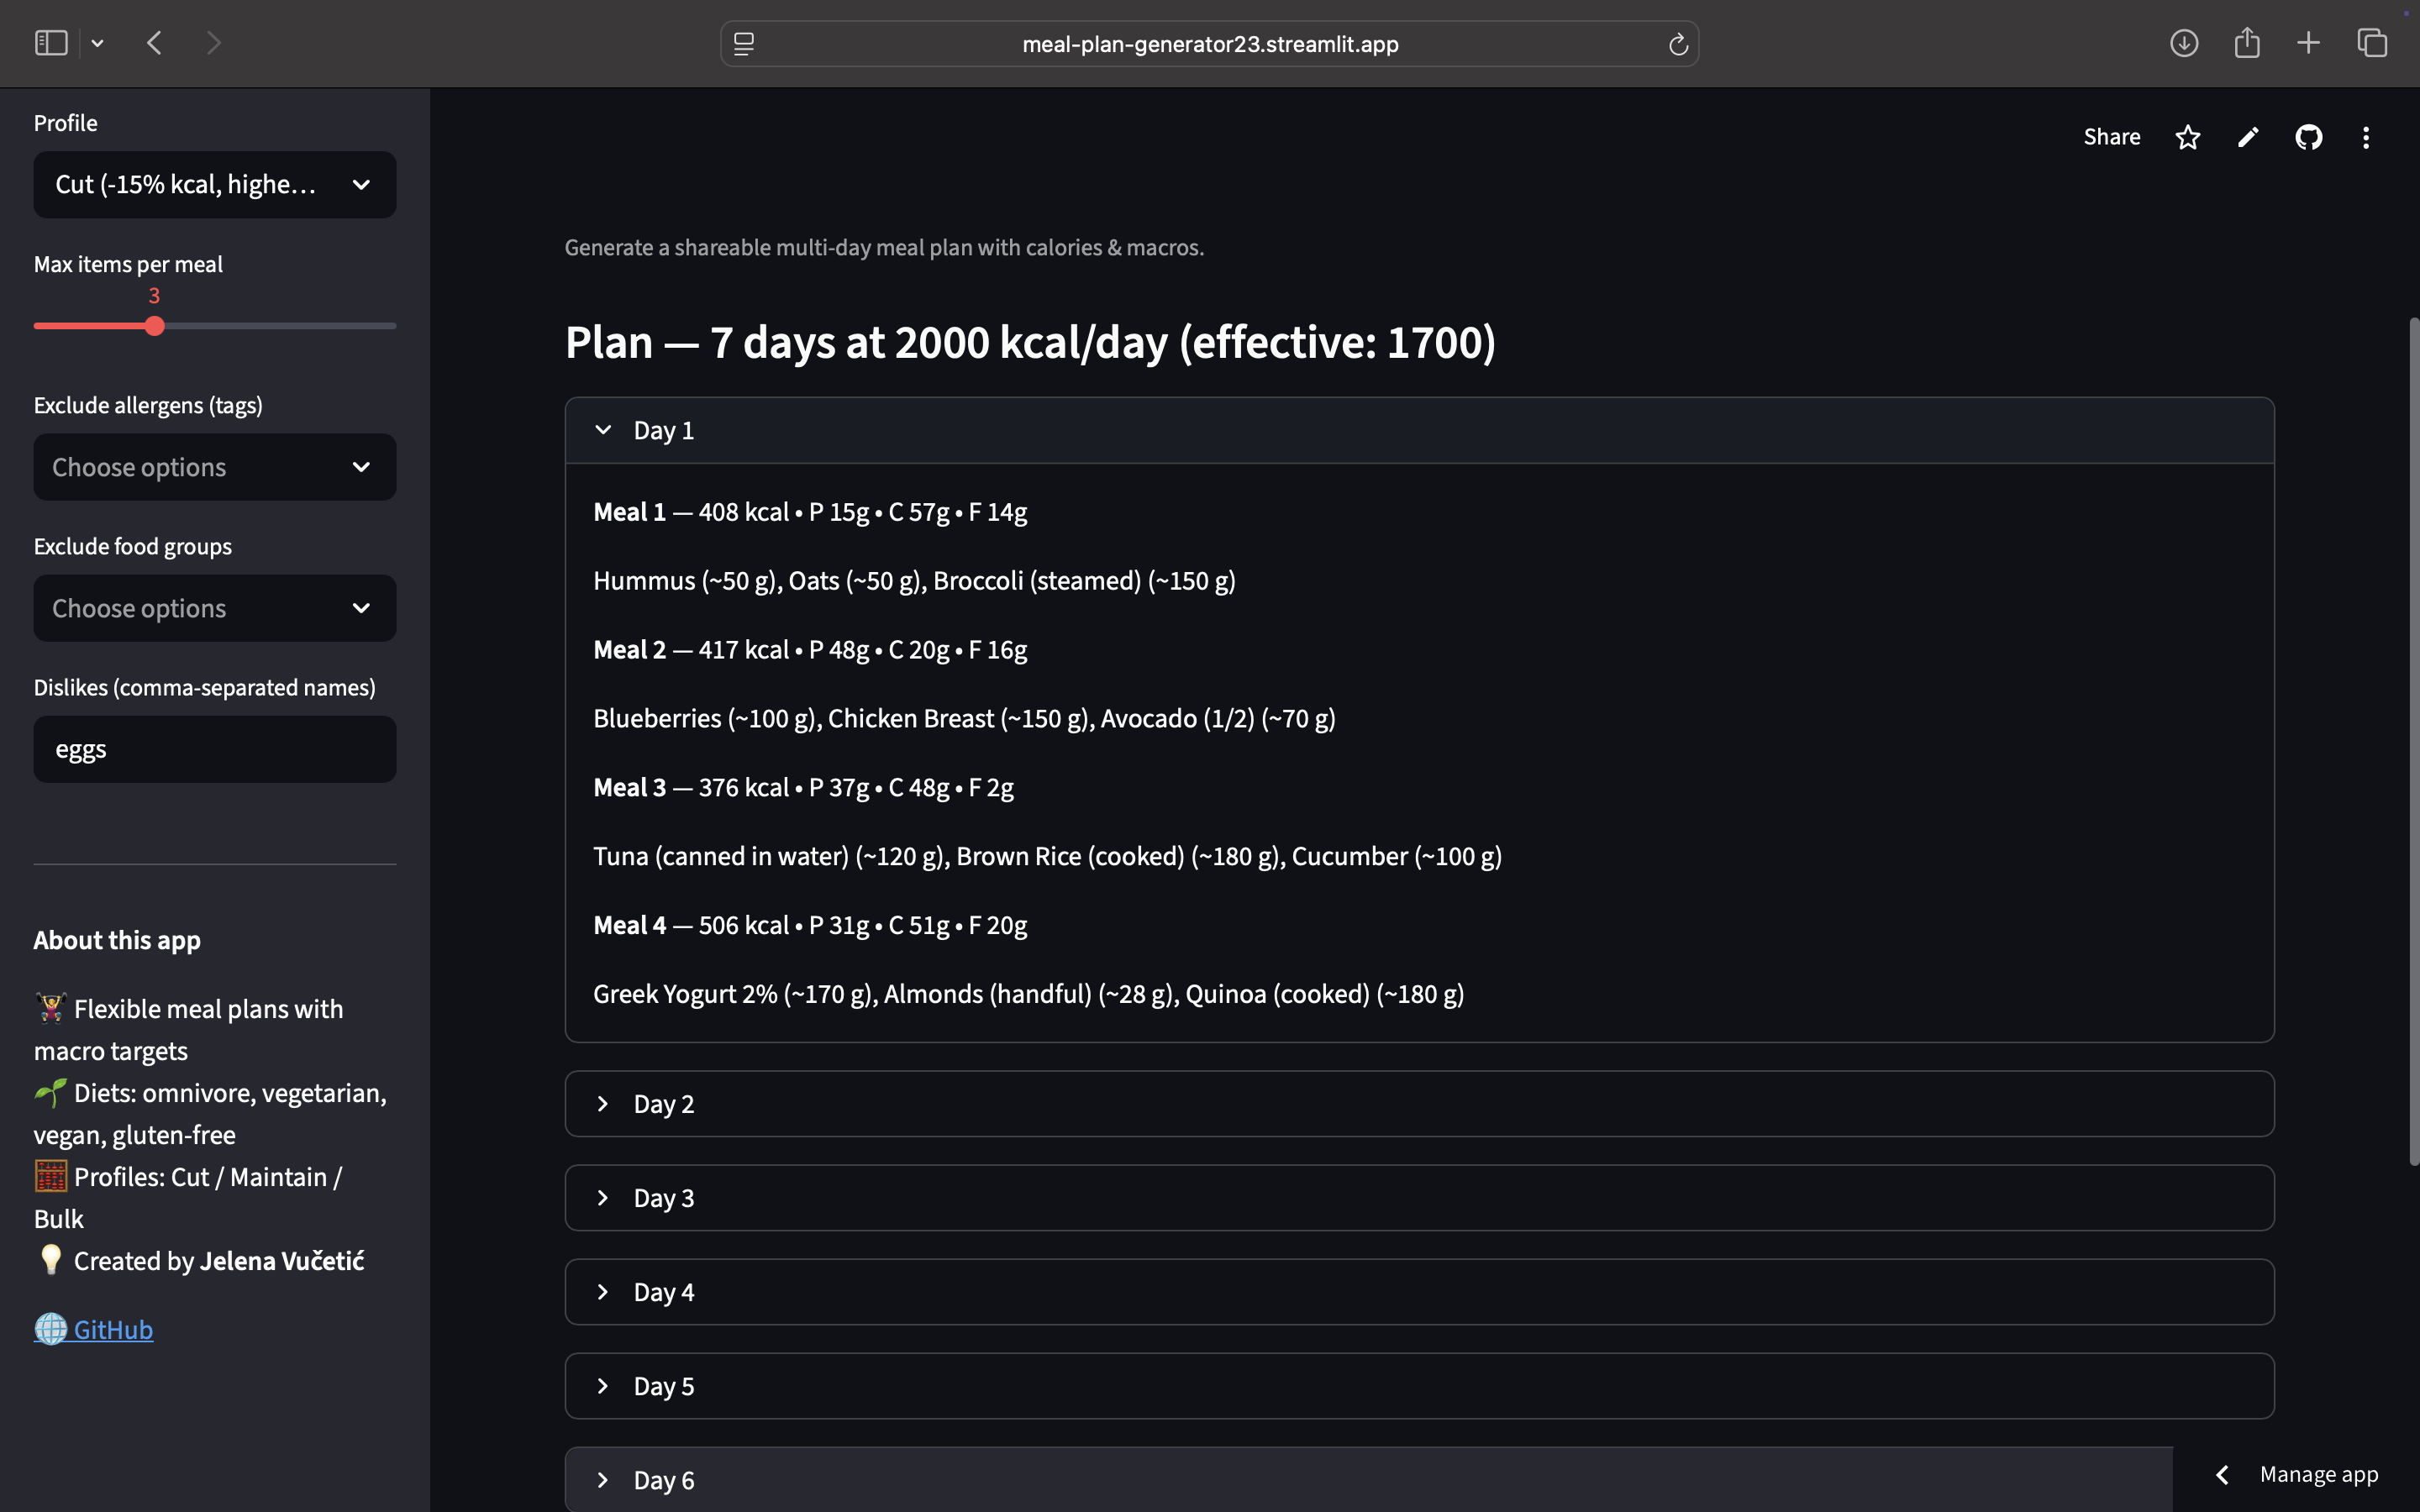 meal-plan-generator23.streamlit.app
Profile
Cut (-15% kcal, highe...
Max items per meal
3
Exclude allergens (tags)
Choose options
Exclude food groups
Choose options
Dislikes (comma-separated names)
eggs
About this app
🏋️ Flexible meal plans with
macro targets
🌱 Diets: omnivore, vegetarian,
vegan, gluten-free
🧮 Profiles: Cut / Maintain /
Bulk
💡 Created by Jelena Vučetić
🌐 GitHub
Share
Generate a shareable multi-day meal plan with calories & macros.
Plan — 7 days at 2000 kcal/day (effective: 1700)
Day 1
Meal 1 — 408 kcal • P 15g • C 57g • F 14g
Hummus (~50 g), Oats (~50 g), Broccoli (steamed) (~150 g)
Meal 2 — 417 kcal • P 48g • C 20g • F 16g
Blueberries (~100 g), Chicken Breast (~150 g), Avocado (1/2) (~70 g)
Meal 3 — 376 kcal • P 37g • C 48g • F 2g
Tuna (canned in water) (~120 g), Brown Rice (cooked) (~180 g), Cucumber (~100 g)
Meal 4 — 506 kcal • P 31g • C 51g • F 20g
Greek Yogurt 2% (~170 g), Almonds (handful) (~28 g), Quinoa (cooked) (~180 g)
Day 2
Day 3
Day 4
Day 5
Day 6
Manage app